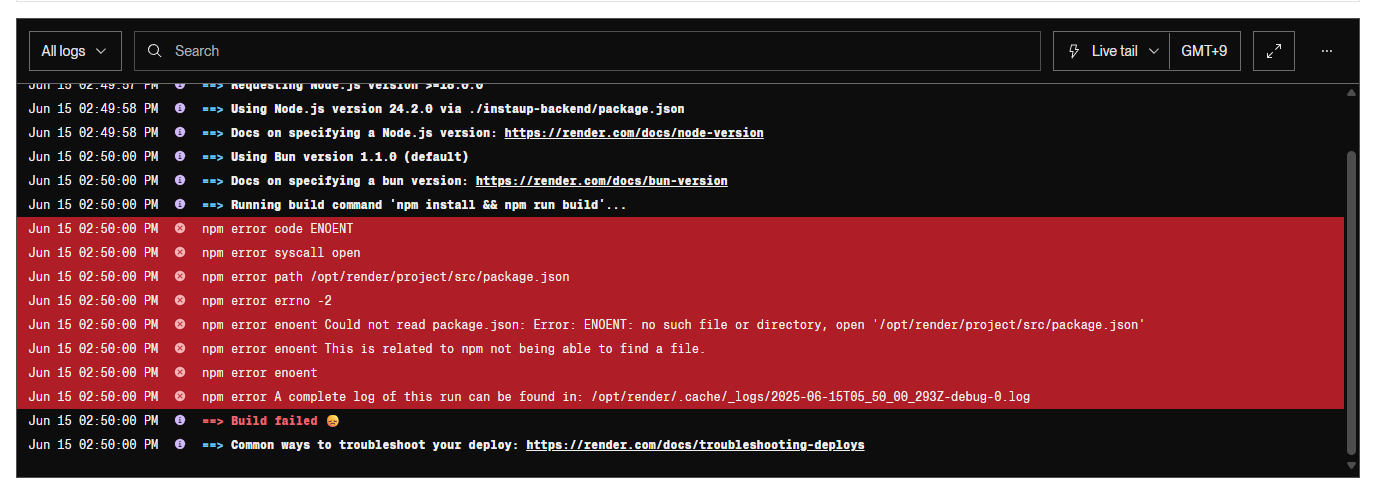 All logs
Search
Live tail
GMT+9
Jun 15 02:49:57 PM ==> Requesting Node.js version >=18.0.0
Jun 15 02:49:58 PM ==> Using Node.js version 24.2.0 via ./instaup-backend/package.json
Jun 15 02:49:58 PM ==> Docs on specifying a Node.js version: https://render.com/docs/node-version
Jun 15 02:50:00 PM ==> Using Bun version 1.1.0 (default)
Jun 15 02:50:00 PM ==> Docs on specifying a bun version: https://render.com/docs/bun-version
Jun 15 02:50:00 PM ==> Running build command 'npm install && npm run build'...
Jun 15 02:50:00 PM npm error code ENOENT
Jun 15 02:50:00 PM npm error syscall open
Jun 15 02:50:00 PM npm error path /opt/render/project/src/package.json
Jun 15 02:50:00 PM npm error errno -2
Jun 15 02:50:00 PM npm error enoent Could not read package.json: Error: ENOENT: no such file or directory, open '/opt/render/project/src/package.json'
Jun 15 02:50:00 PM npm error enoent This is related to npm not being able to find a file.
Jun 15 02:50:00 PM npm error enoent
Jun 15 02:50:00 PM npm error A complete log of this run can be found in: /opt/render/.cache/_logs/2025-06-15T05_50_00_293Z-debug-0.log
Jun 15 02:50:00 PM ==> Build failed 😞
Jun 15 02:50:00 PM ==> Common ways to troubleshoot your deploy: https://render.com/docs/troubleshooting-deploys